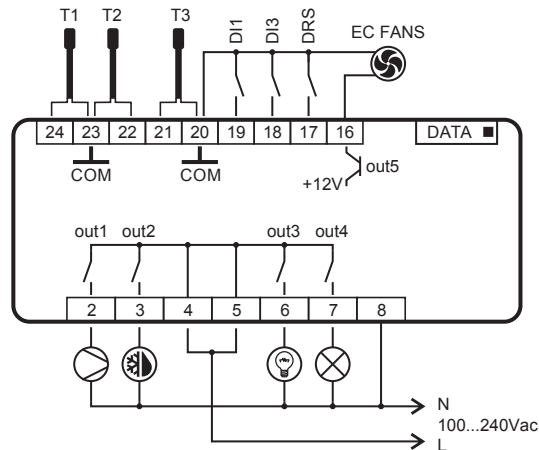 T1 T2 T3 DI1 DI3 DRS EC FANS
24 23 22 21 20 19 18 17 16 DATA
COM COM out5
+12V
out1 out2 out3 out4
2 3 4 5 6 7 8
N
100...240Vac
L